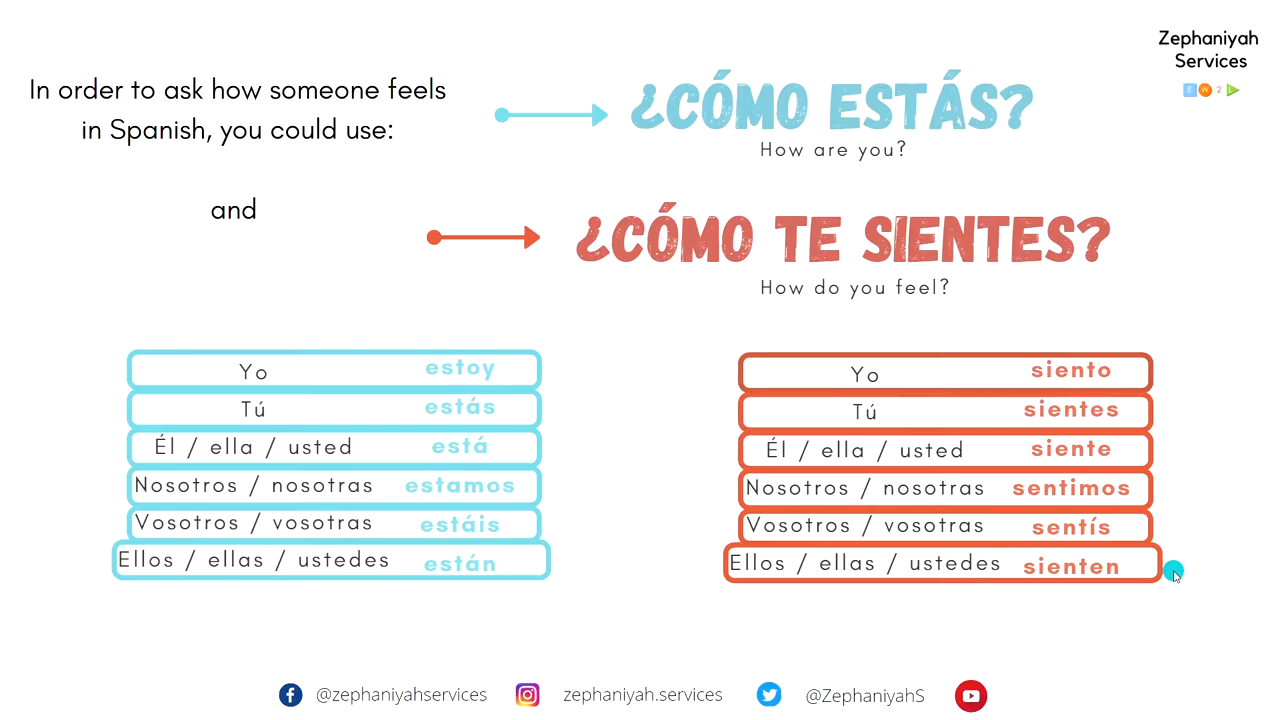 Zephaniyah
Services
E W 2
In order to ask how someone feels
in Spanish, you could use:
¿CÓMO ESTÁS?
How are you?
and
¿CÓMO TE SIENTES?
How do you feel?
Yo estoy
Tú estás
Él / ella / usted está
Nosotros / nosotras estamos
Vosotros / vosotras estáis
Ellos / ellas / ustedes están
Yo siento
Tú sientes
Él / ella / usted siente
Nosotros / nosotras sentimos
Vosotros / vosotras sentís
Ellos / ellas / ustedes sienten
@zephaniyahservices zephaniyah.services @ZephaniyahS